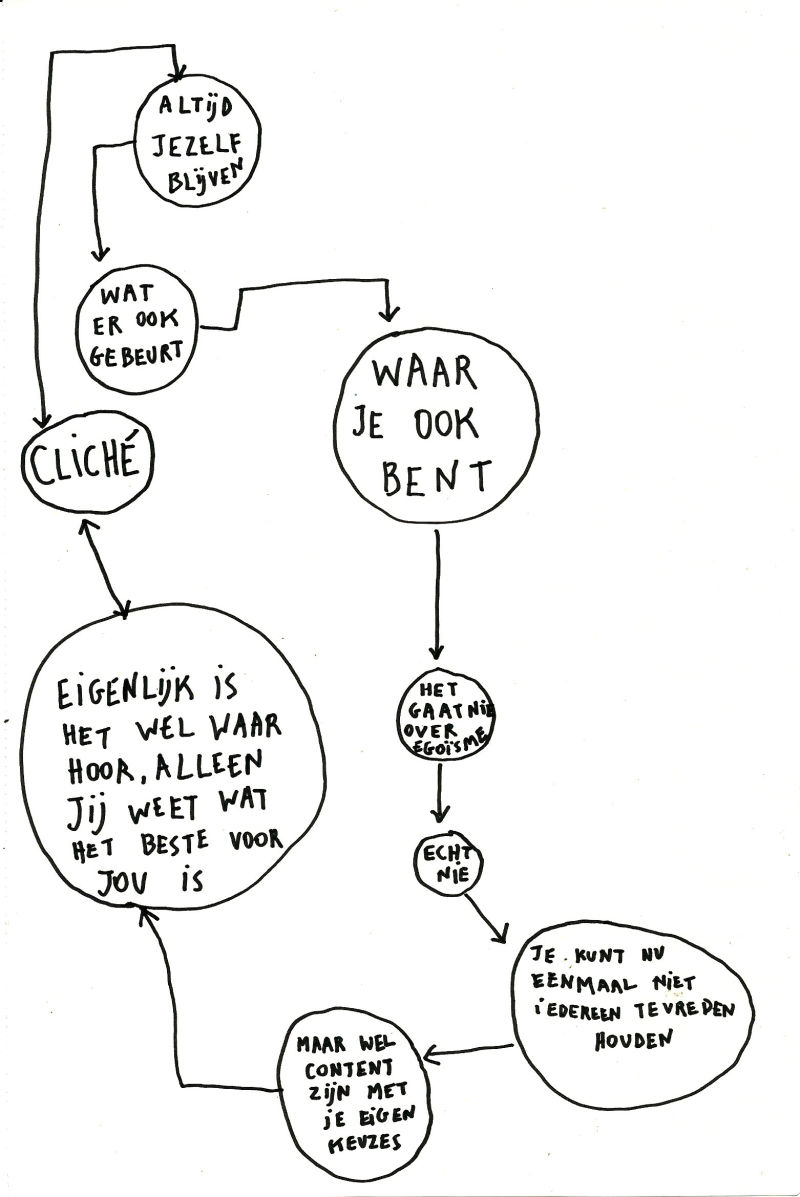 ALTIJD
JEZELF
BLIJVEN
WAT
ER OOK
GEBEURT
WAAR
JE OOK
BENT
HET
GAAT NIE
OVER
EGOÏSME
ECHT
NIE
JE KUNT NU
EENMAAL NIET
IEDEREEN TEVREDEN
HOUDEN
MAAR WEL
CONTENT
ZIJN MET
JE EIGEN
KEUZES
EIGENLIJK IS
HET WEL WAAR
HOOR, ALLEEN
JIJ WEET WAT
HET BESTE VOOR
JOU IS
CLICHÉ